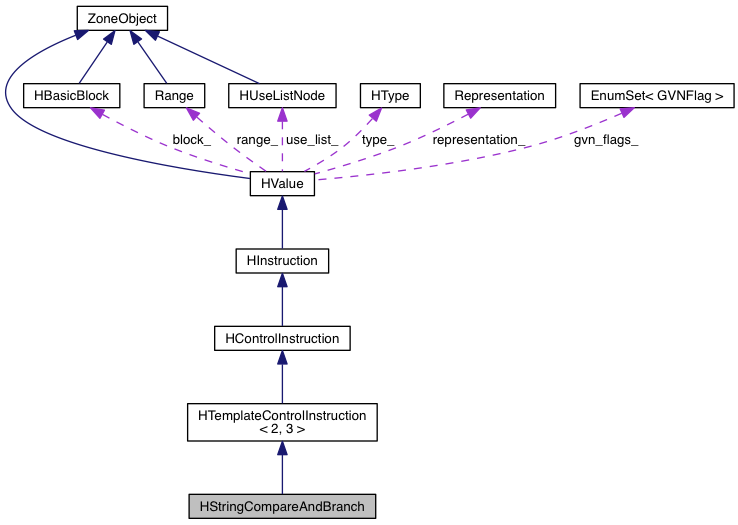 ZoneObject
HBasicBlock
Range
HUseListNode
HType
Representation
EnumSet< GVNFlag >
block_
range_
use_list_
type_
representation_
gvn_flags_
HValue
HInstruction
HControlInstruction
HTemplateControlInstruction
< 2, 3 >
HStringCompareAndBranch